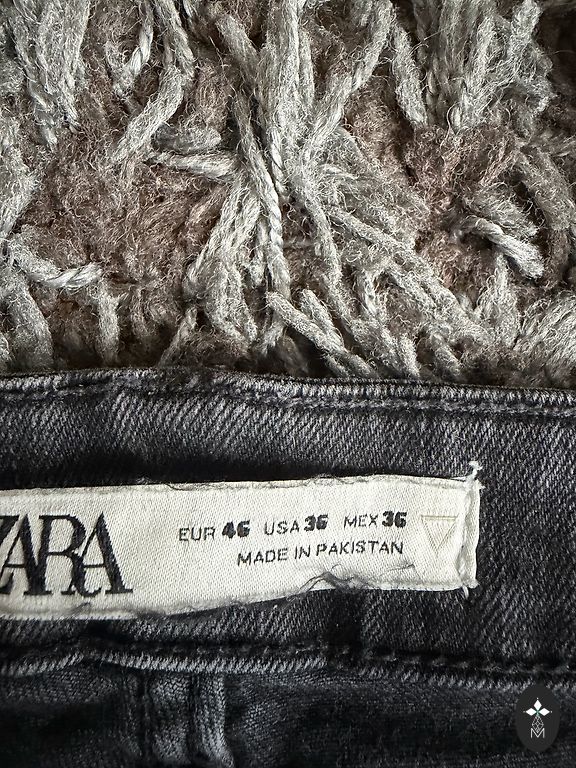 ZARA
EUR 46 USA 36 MEX 36
MADE IN PAKISTAN
M